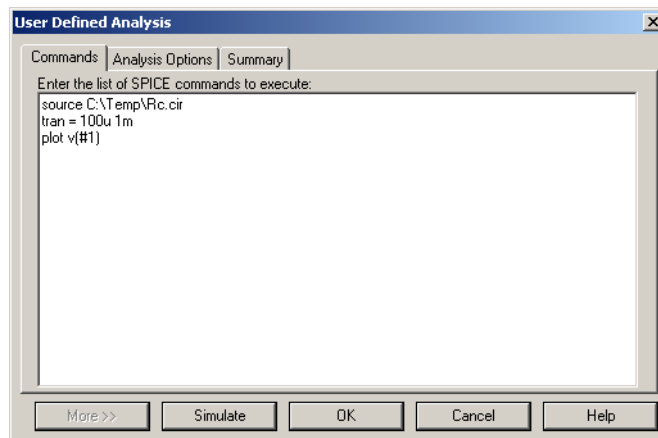 User Defined Analysis
Commands Analysis Options Summary
Enter the list of SPICE commands to execute:
source C:\Temp\Rc.cir
tran = 100u 1m
plot v(#1)
More >> Simulate OK Cancel Help